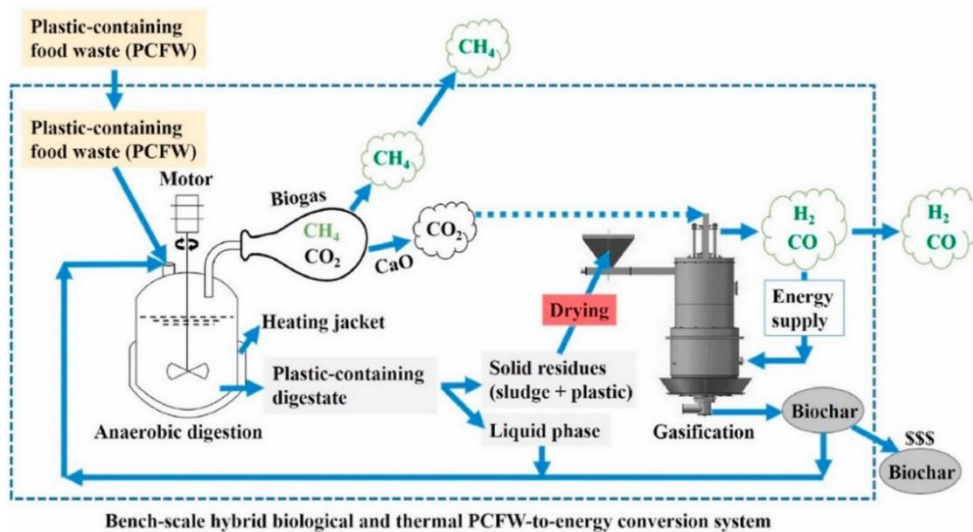 Plastic-containing
food waste (PCFW)
CH₄
Plastic-containing
food waste (PCFW)
CH₄
Motor
Biogas
CH₄
CO₂
CaO
CO₂
H₂
CO
H₂
CO
Drying
Energy
supply
Heating jacket
Plastic-containing
digestate
Solid residues
(sludge + plastic)
Liquid phase
Anaerobic digestion
Gasification
Biochar
$$$
Biochar
Bench-scale hybrid biological and thermal PCFW-to-energy conversion system